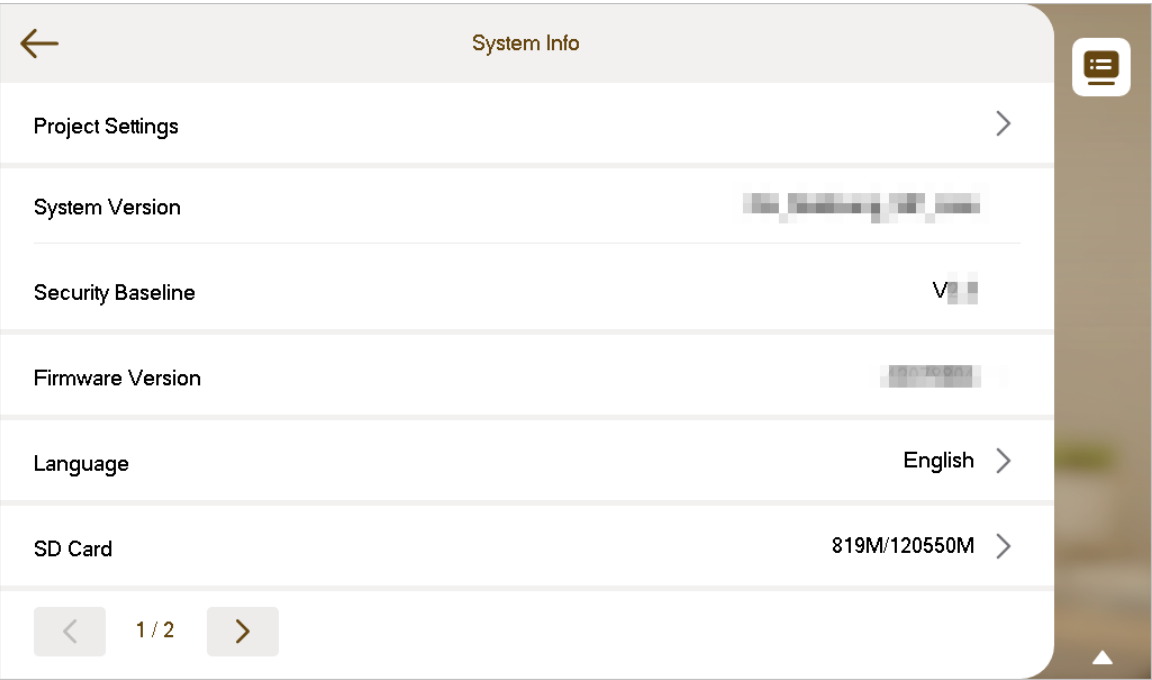 System Info
Project Settings
System Version
Security Baseline
Firmware Version
Language English
SD Card 819M/120550M
1 / 2